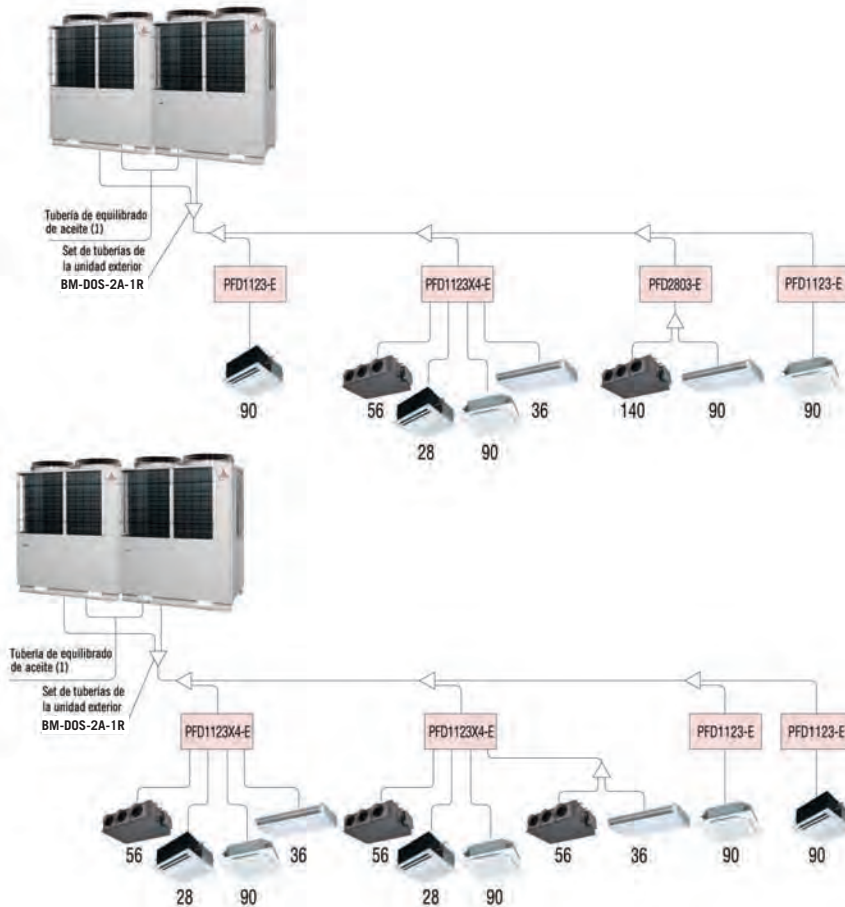 Tubería de equilibrado
de aceite (1)
Set de tuberías de
la unidad exterior
BM-DOS-2A-1R
PFD1123-E
PFD1123X4-E
PFD2803-E
PFD1123-E
90
56
28
90
36
140
90
90
Tubería de equilibrado
de aceite (1)
Set de tuberías de
la unidad exterior
BM-DOS-2A-1R
PFD1123X4-E
PFD1123X4-E
PFD1123-E
PFD1123-E
56
28
90
36
56
28
90
56
36
90
90